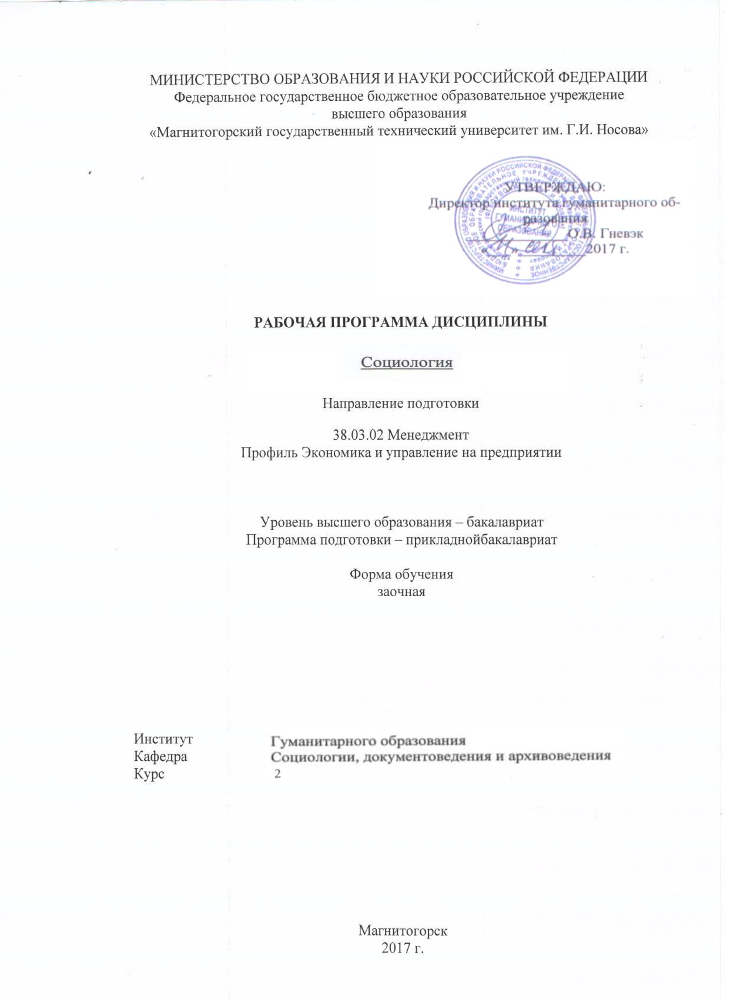 МИНИСТЕРСТВО ОБРАЗОВАНИЯ И НАУКИ РОССИЙСКОЙ ФЕДЕРАЦИИ
Федеральное государственное бюджетное образовательное учреждение
высшего образования
«Магнитогорский государственный технический университет им. Г.И. Носова»
УТВЕРЖДАЮ:
Директор института гуманитарного об-
разования
О.В. Гневэк
2017 г.
ИНСТИТУТ
ГУМАНИТАРНОГО
ОБРАЗОВАНИЯ
РАБОЧАЯ ПРОГРАММА ДИСЦИПЛИНЫ
Социология
Направление подготовки
38.03.02 Менеджмент
Профиль Экономика и управление на предприятии
Уровень высшего образования – бакалавриат
Программа подготовки – прикладнойбакалавриат
Форма обучения
заочная
Институт Гуманитарного образования
Кафедра Социологии, документоведения и архивоведения
Курс 2
Магнитогорск
2017 г.